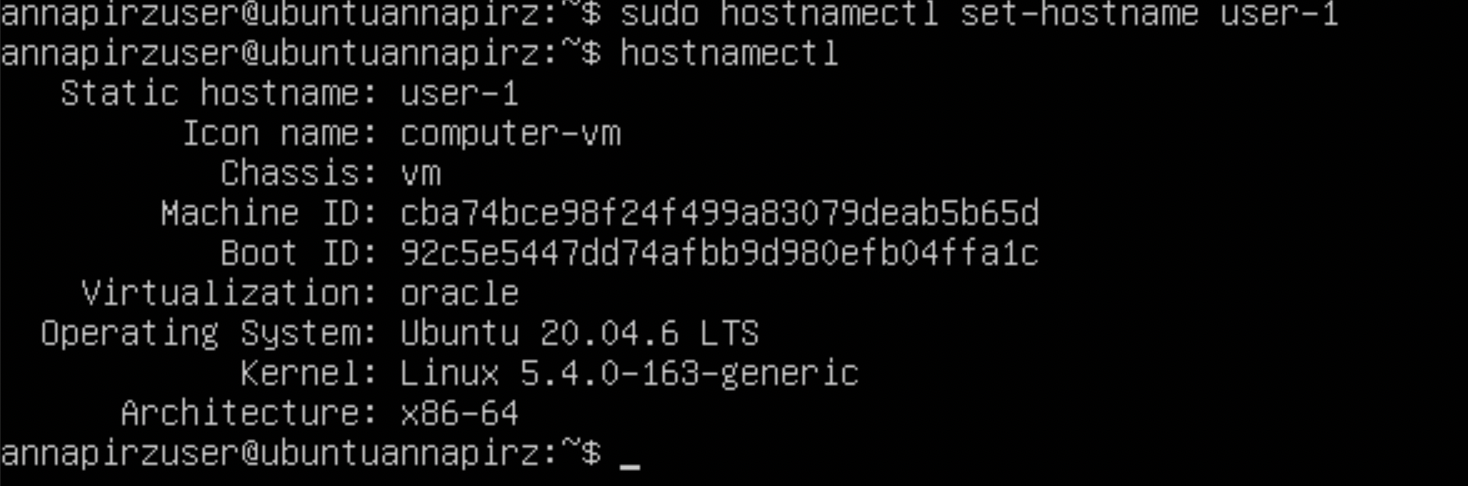 annapirzuser@ubuntuannapirz:~$ sudo hostnamectl set-hostname user-1
annapirzuser@ubuntuannapirz:~$ hostnamectl
   Static hostname: user-1
         Icon name: computer-vm
           Chassis: vm
        Machine ID: cba74bce98f24f499a83079deab5b65d
           Boot ID: 92c5e5447dd74afbb9d980efb04ffa1c
    Virtualization: oracle
  Operating System: Ubuntu 20.04.6 LTS
            Kernel: Linux 5.4.0-163-generic
      Architecture: x86-64
annapirzuser@ubuntuannapirz:~$ _